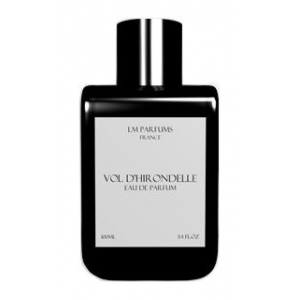 LM PARFUMS
FRANCE
VOL D'HIRONDELLE
EAU DE PARFUM
100ML 3.4 FL.OZ